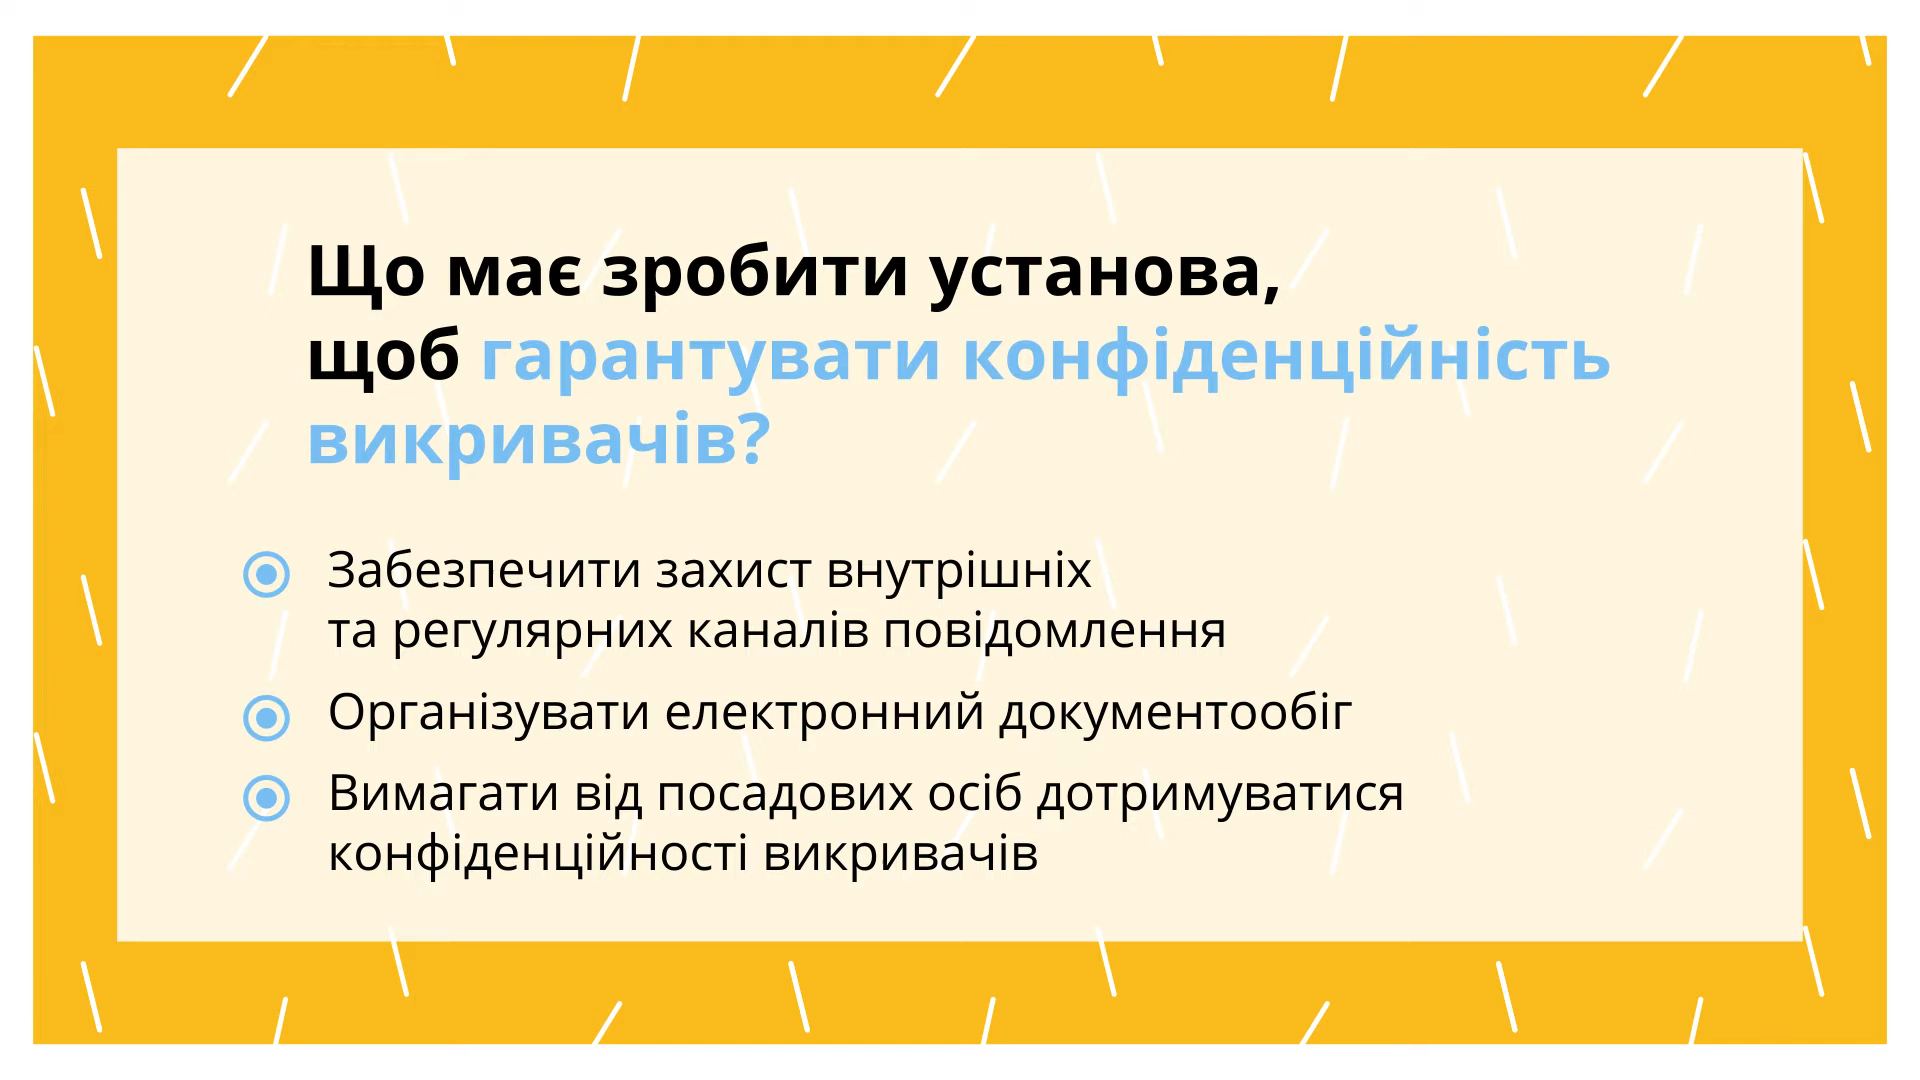 Що має зробити установа,
щоб гарантувати конфіденційність
викривачів?
Забезпечити захист внутрішніх
та регулярних каналів повідомлення
Організувати електронний документообіг
Вимагати від посадових осіб дотримуватися
конфіденційності викривачів